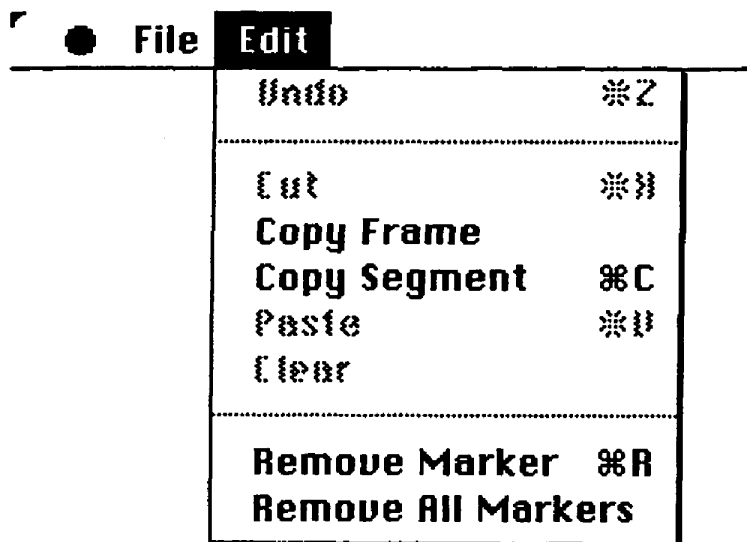 File Edit
Undo ⌘Z
Cut ⌘X
Copy Frame
Copy Segment ⌘C
Paste ⌘V
Clear
Remove Marker ⌘R
Remove All Markers